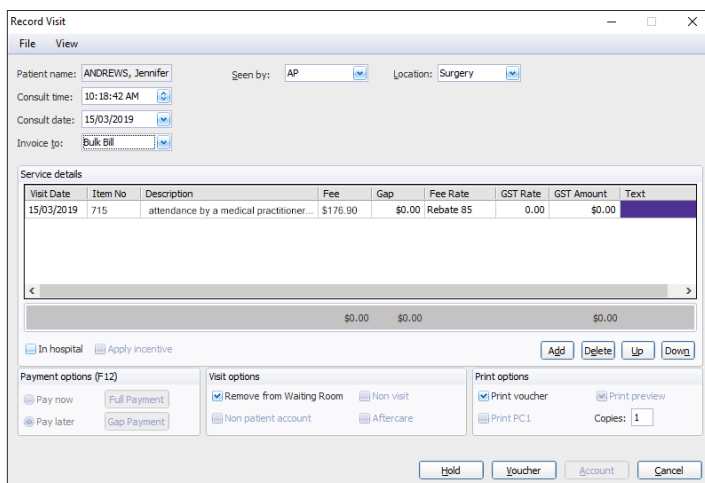 Record Visit
File View
Patient name: ANDREWS, Jennifer Seen by: AP Location: Surgery
Consult time: 10:18:42 AM
Consult date: 15/03/2019
Invoice to: Bulk Bill
Service details
Visit Date Item No Description Fee Gap Fee Rate GST Rate GST Amount Text
15/03/2019 715 attendance by a medical practitioner... $176.90 $0.00 Rebate 85 0.00 $0.00
$0.00 $0.00 $0.00
In hospital Apply incentive Add Delete Up Down
Payment options (F12) Visit options Print options
Pay now Full Payment Remove from Waiting Room Non visit Print voucher Print preview
Pay later Gap Payment Non patient account Aftercare Print PC1 Copies: 1
Hold Voucher Account Cancel